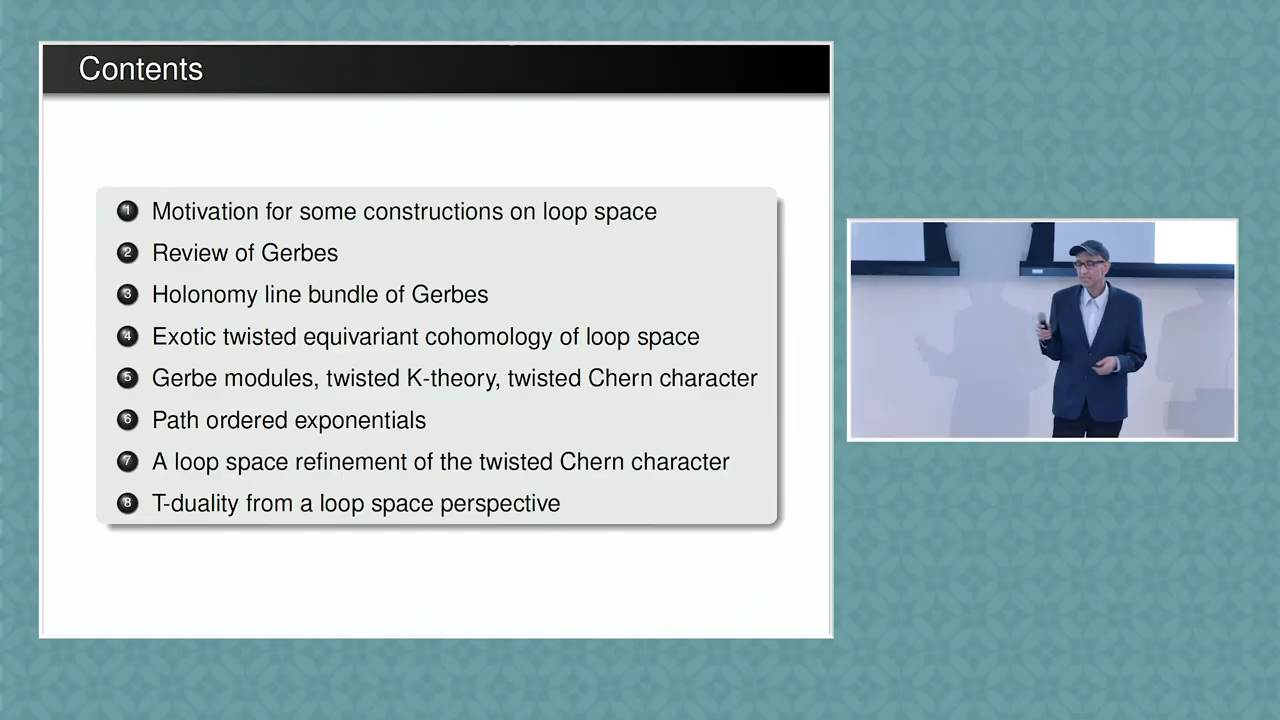 Contents
1 Motivation for some constructions on loop space
2 Review of Gerbes
3 Holonomy line bundle of Gerbes
4 Exotic twisted equivariant cohomology of loop space
5 Gerbe modules, twisted K-theory, twisted Chern character
6 Path ordered exponentials
7 A loop space refinement of the twisted Chern character
8 T-duality from a loop space perspective